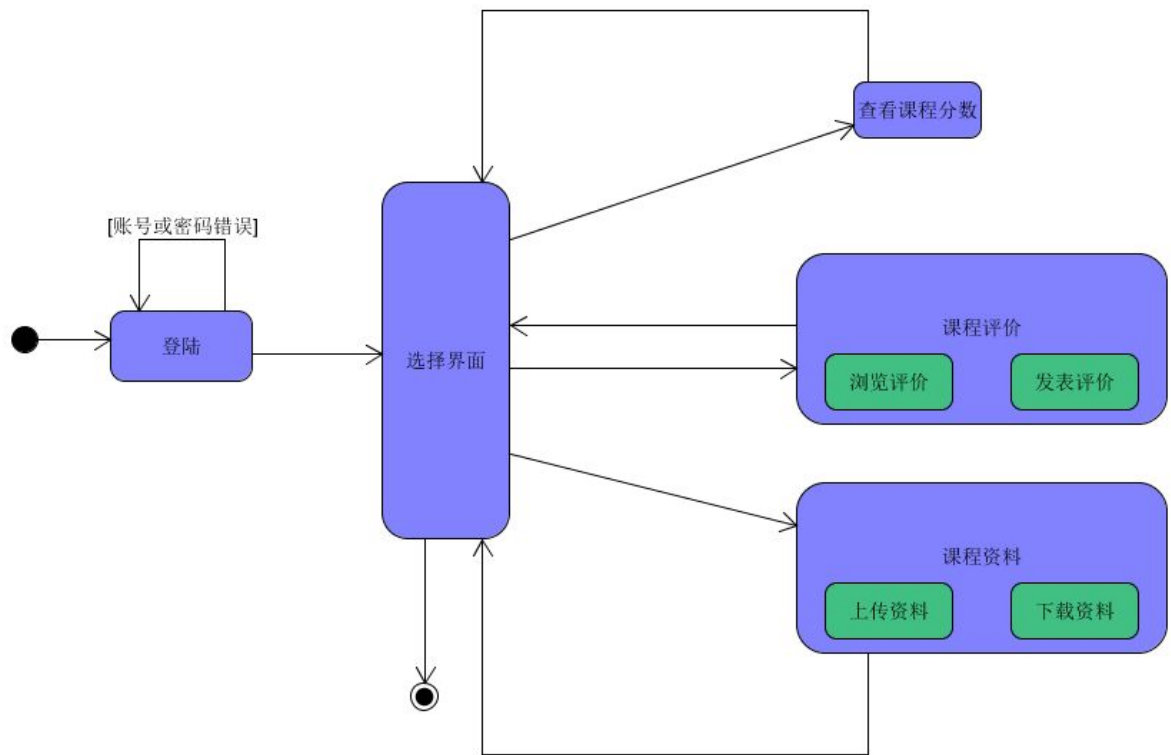 查看课程分数
[账号或密码错误]
登陆
选择界面
课程评价
浏览评价
发表评价
课程资料
上传资料
下载资料